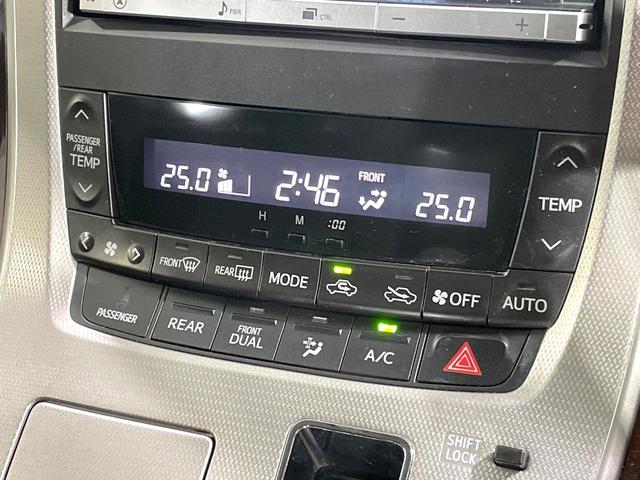 PWR
CTRL
− +
PASSENGER
/REAR
TEMP
25.0 2:46 FRONT 25.0
H M :00
TEMP
FRONT
REAR
MODE
OFF
AUTO
PASSENGER
REAR
FRONT
DUAL
A/C
SHIFT
LOCK